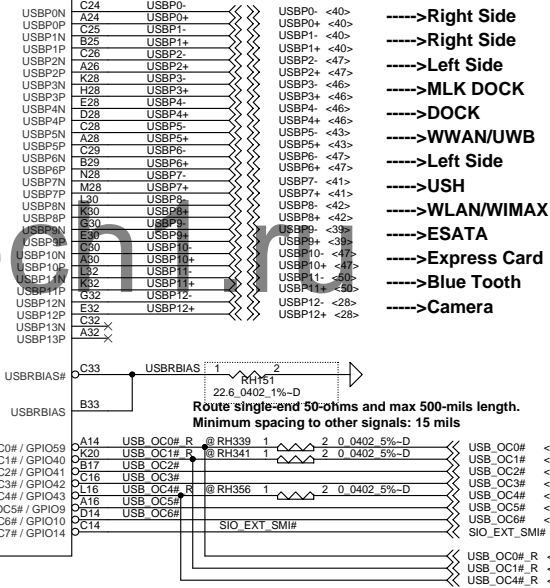 USBP0N C24 USBP0- USBP0- <40>
USBP0P A24 USBP0+ USBP0+ <40> ----->Right Side
USBP1N C25 USBP1- USBP1- <40>
USBP1P B25 USBP1+ USBP1+ <40> ----->Right Side
USBP2N C26 USBP2- USBP2- <47>
USBP2P A26 USBP2+ USBP2+ <47> ----->Left Side
USBP3N K28 USBP3- USBP3- <46>
USBP3P H28 USBP3+ USBP3+ <46> ----->MLK DOCK
USBP4N E28 USBP4- USBP4- <46>
USBP4P D28 USBP4+ USBP4+ <46> ----->DOCK
USBP5N C28 USBP5- USBP5- <43>
USBP5P A28 USBP5+ USBP5+ <43> ----->WWAN/UWB
USBP6N C29 USBP6- USBP6- <47>
USBP6P B29 USBP6+ USBP6+ <47> ----->Left Side
USBP7N N28 USBP7- USBP7- <41>
USBP7P M28 USBP7+ USBP7+ <41> ----->USH
USBP8N L30 USBP8- USBP8- <42>
USBP8P K30 USBP8+ USBP8+ <42> ----->WLAN/WIMAX
USBP9N G30 USBP9- USBP9- <39>
USBP9P E30 USBP9+ USBP9+ <39> ----->ESATA
USBP10N C30 USBP10- USBP10- <47>
USBP10P A30 USBP10+ USBP10+ <47> ----->Express Card
USBP11N L32 USBP11- USBP11- <50>
USBP11P K32 USBP11+ USBP11+ <50> ----->Blue Tooth
USBP12N G32 USBP12- USBP12- <28>
USBP12P E32 USBP12+ USBP12+ <28> ----->Camera
USBP13N C32
USBP13P A32
USBRBIAS# C33 USBRBIAS 1 2
RH151
22.6_0402_1%~D
USBRBIAS B33
Route single-end 50-ohms and max 500-mils length.
Minimum spacing to other signals: 15 mils
C0# / GPIO59 A14 USB_OC0#_R @ RH339 1 2 0_0402_5%~D USB_OC0# <
C1# / GPIO40 K20 USB_OC1#_R @ RH341 1 2 0_0402_5%~D USB_OC1# <
C2# / GPIO41 B17 USB_OC2# USB_OC2# <
C3# / GPIO42 C16 USB_OC3# USB_OC3# <
C4# / GPIO43 L16 USB_OC4#_R @ RH356 1 2 0_0402_5%~D USB_OC4# <
OC5# / GPIO9 A16 USB_OC5# USB_OC5# <
C6# / GPIO10 D14 USB_OC6# USB_OC6# <
C7# / GPIO14 C14 SIO_EXT_SMI# SIO_EXT_SMI#
USB_OC0#_R <
USB_OC1#_R <
USB_OC4#_R <